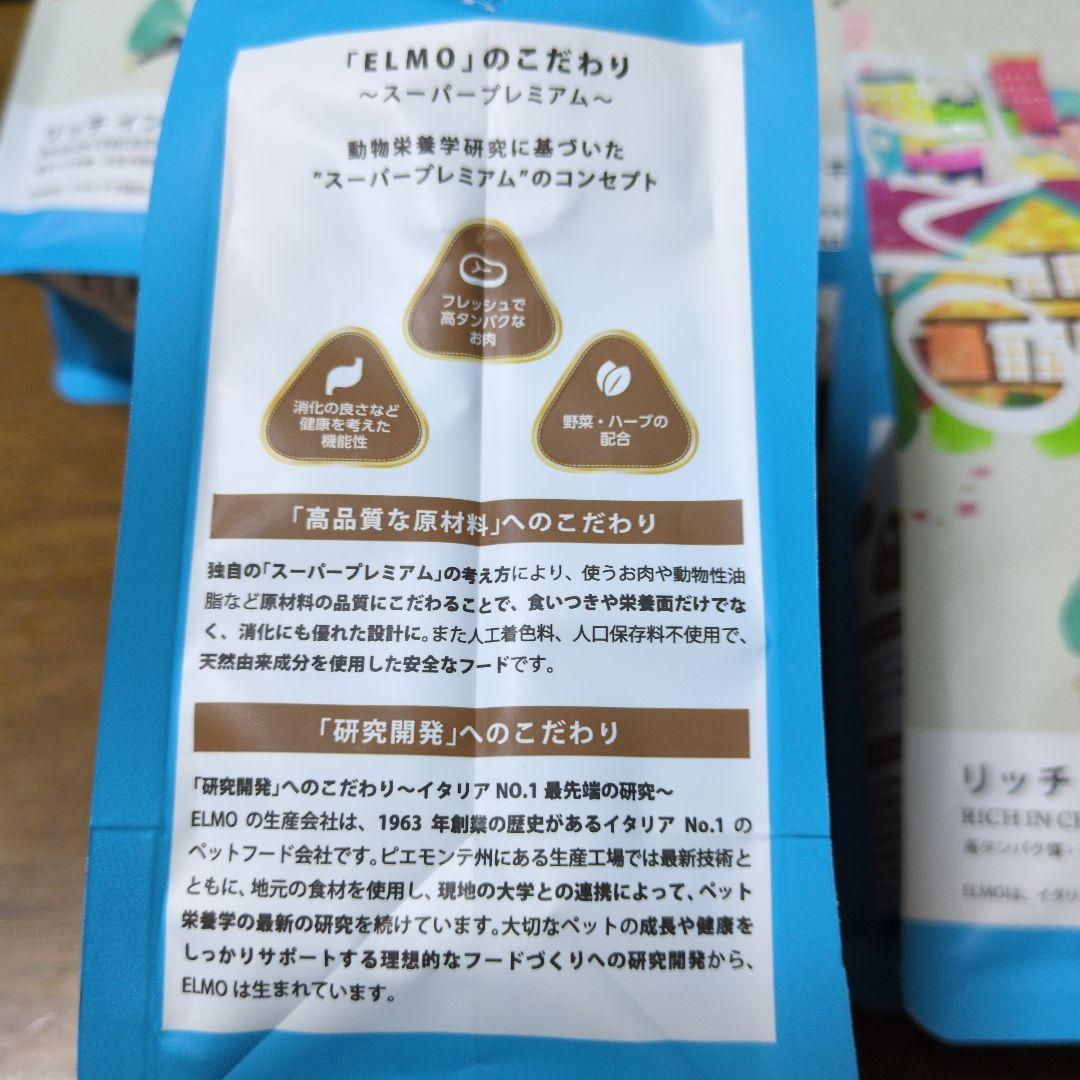 「ELMO」のこだわり
～スーパープレミアム～
動物栄養学研究に基づいた
"スーパープレミアム"のコンセプト
フレッシュで
高タンパクな
お肉
消化の良さなど
健康を考えた
機能性
野菜・ハーブの
配合
「高品質な原材料」へのこだわり
独自の「スーパープレミアム」の考え方により、使うお肉や動物性油
脂など原材料の品質にこだわることで、食いつきや栄養面だけでな
く、消化にも優れた設計に。また人工着色料、人口保存料不使用で、
天然由来成分を使用した安全なフードです。
「研究開発」へのこだわり
「研究開発」へのこだわり～イタリア NO.1 最先端の研究～
ELMO の生産会社は、1963 年創業の歴史があるイタリア No.1 の
ペットフード会社です。ピエモンテ州にある生産工場では最新技術と
ともに、地元の食材を使用し、現地の大学との連携によって、ペット
栄養学の最新の研究を続けています。大切なペットの成長や健康を
しっかりサポートする理想的なフードづくりへの研究開発から、
ELMO は生まれています。
リッチ イン
リッチ
RICH IN CH
高タンパク質・
ELMOは、イタリ